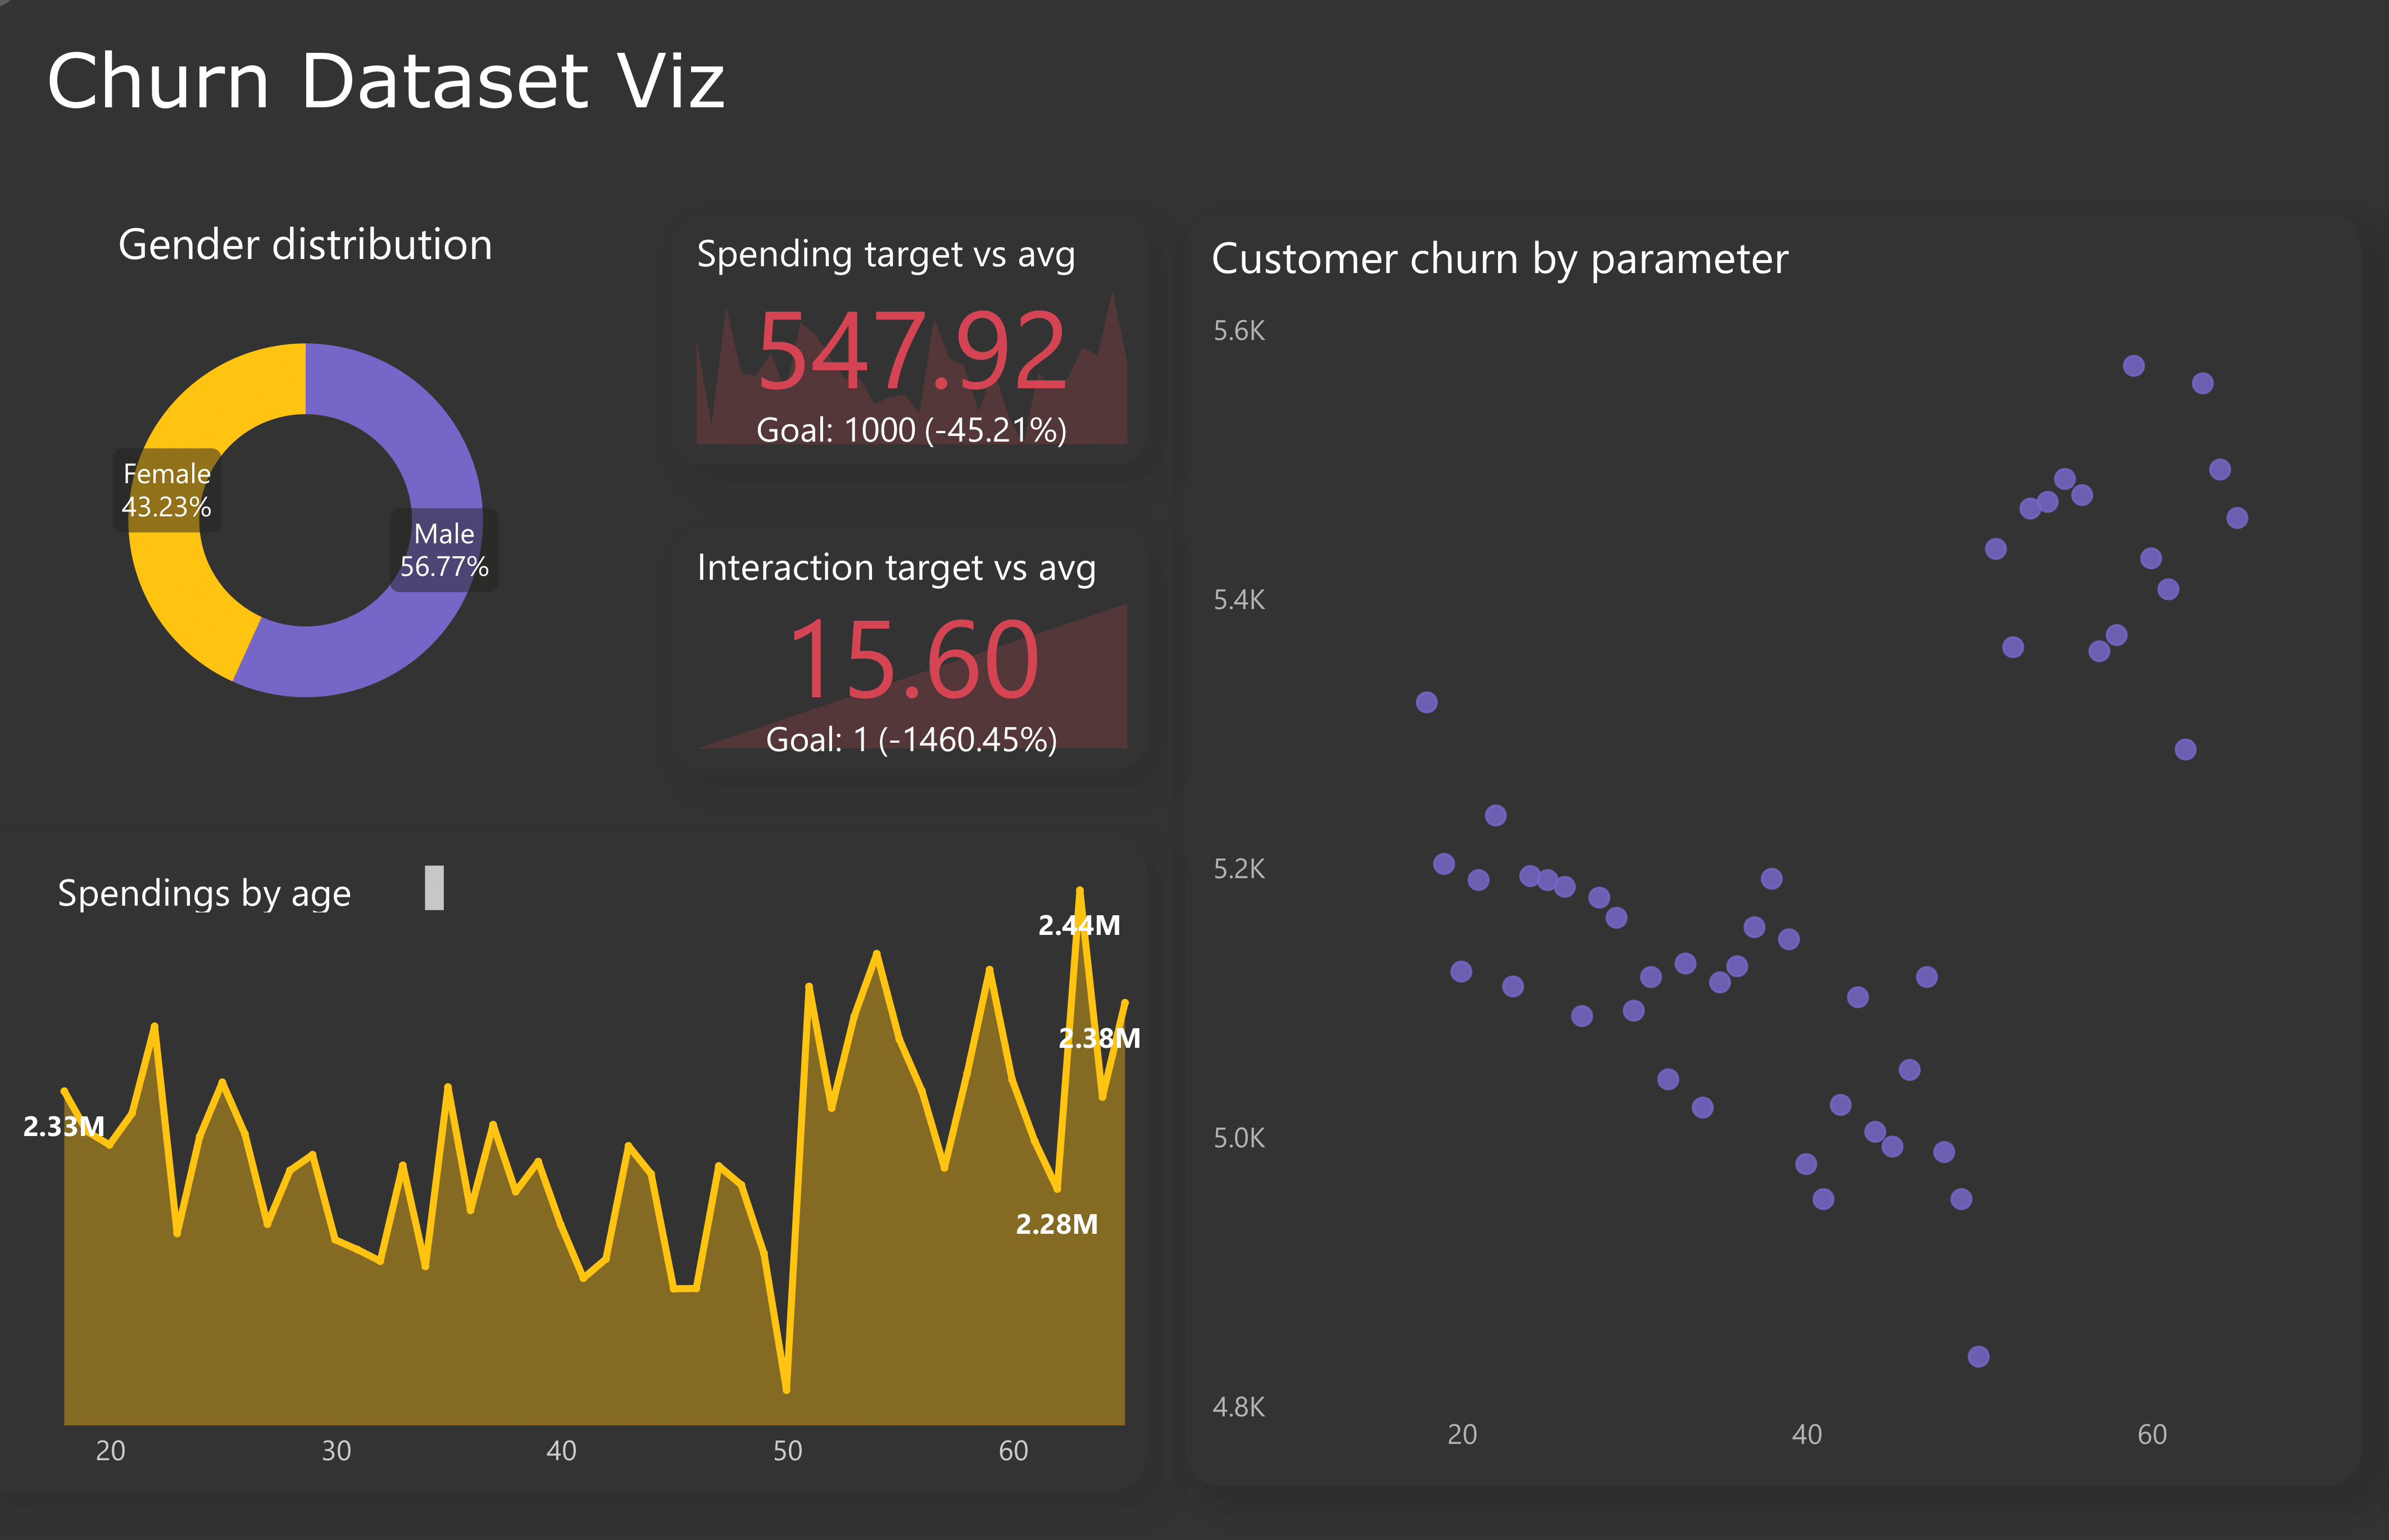 Churn Dataset Viz
Gender distribution
Female
43.23%
Male
56.77%
Spending target vs avg
547.92
Goal: 1000 (-45.21%)
Interaction target vs avg
15.60
Goal: 1 (-1460.45%)
Spendings by age
2.33M
2.44M
2.38M
2.28M
20 30 40 50 60
Customer churn by parameter
5.6K
5.4K
5.2K
5.0K
4.8K
20 40 60